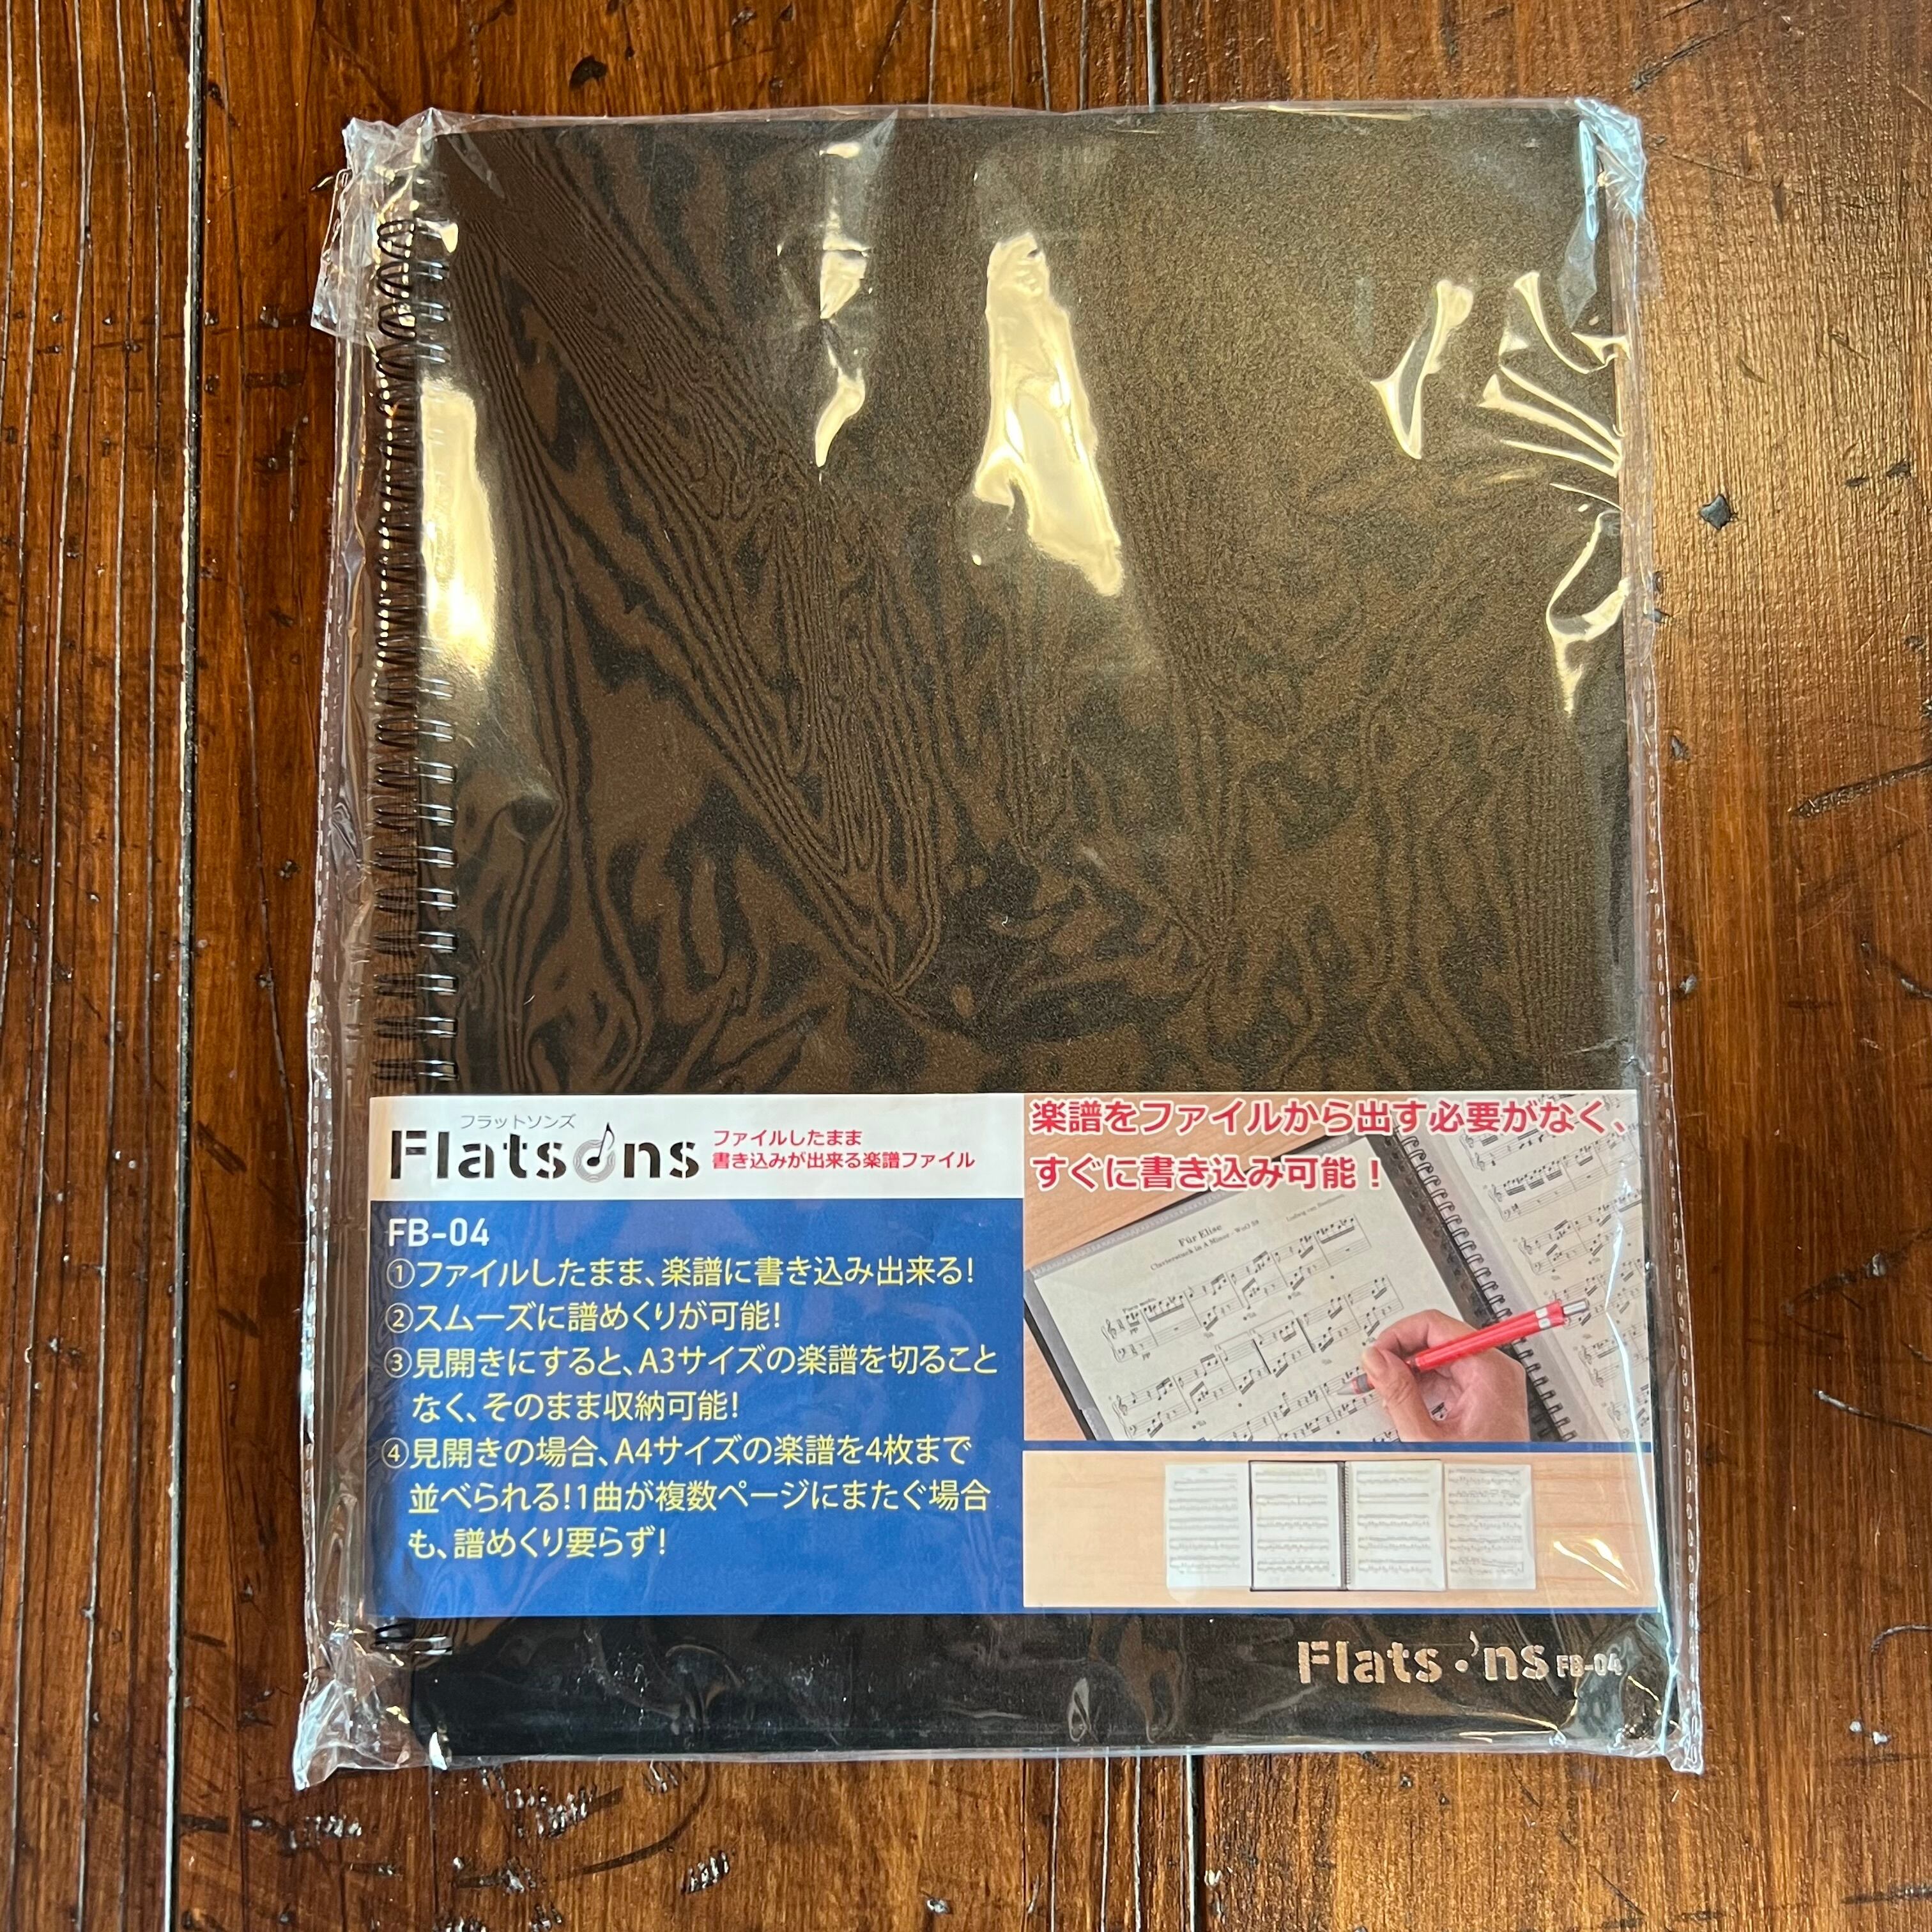 フラットソンズ
Flatsons
ファイルしたまま
書き込みが出来る楽譜ファイル
楽譜をファイルから出す必要がなく、
すぐに書き込み可能！
FB-04
①ファイルしたまま、楽譜に書き込み出来る!
②スムーズに譜めくりが可能!
③見開きにすると、A3サイズの楽譜を切ること
なく、そのまま収納可能!
④見開きの場合、A4サイズの楽譜を4枚まで
並べられる!1曲が複数ページにまたぐ場合
も、譜めくり要らず!
Für Elise
Clavierstück in A Minor - WoO 59
Ludwig van Beethoven
Flatsons FB-04